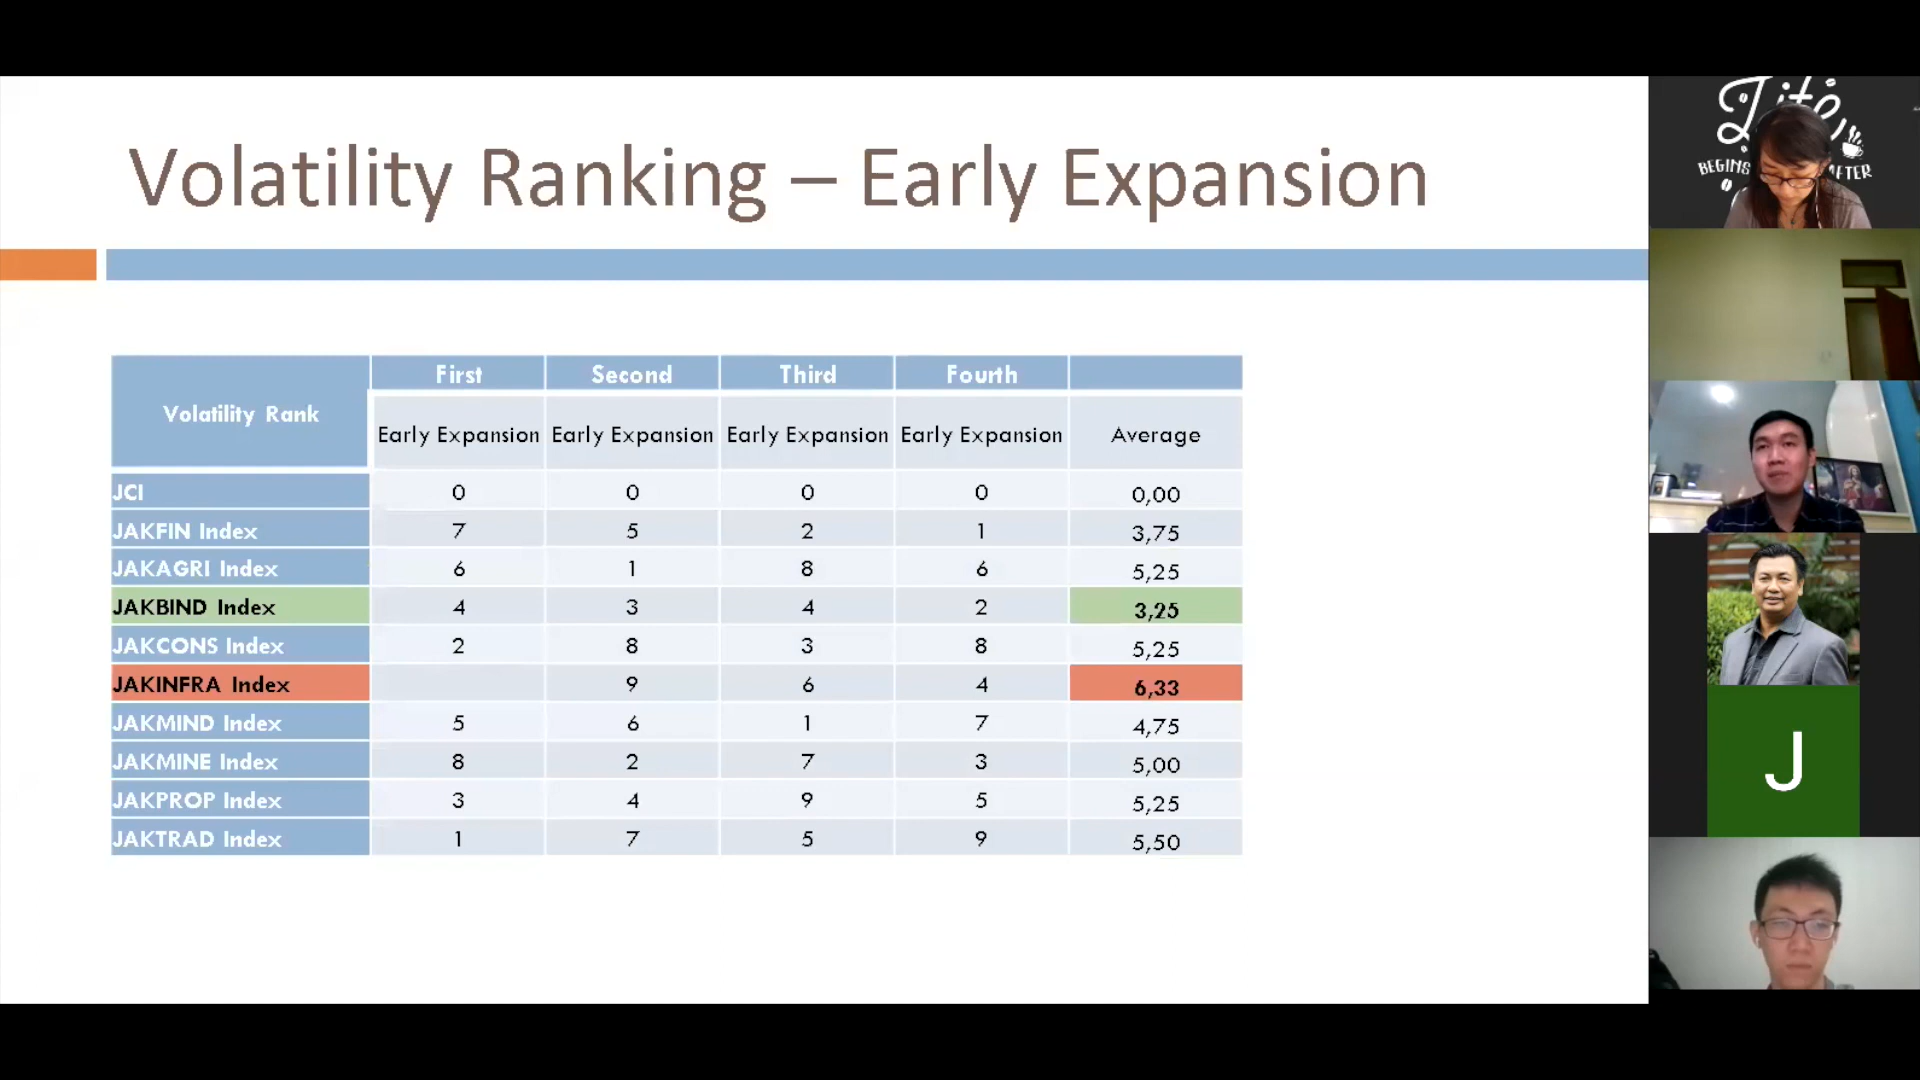 Volatility Ranking – Early Expansion
Volatility Rank First Second Third Fourth
Early Expansion Early Expansion Early Expansion Early Expansion Average
JCI 0 0 0 0 0,00
JAKFIN Index 7 5 2 1 3,75
JAKAGRI Index 6 1 8 6 5,25
JAKBIND Index 4 3 4 2 3,25
JAKCONS Index 2 8 3 8 5,25
JAKINFRA Index 9 6 4 6,33
JAKMIND Index 5 6 1 7 4,75
JAKMINE Index 8 2 7 3 5,00
JAKPROP Index 3 4 9 5 5,25
JAKTRAD Index 1 7 5 9 5,50
BEGINS
J